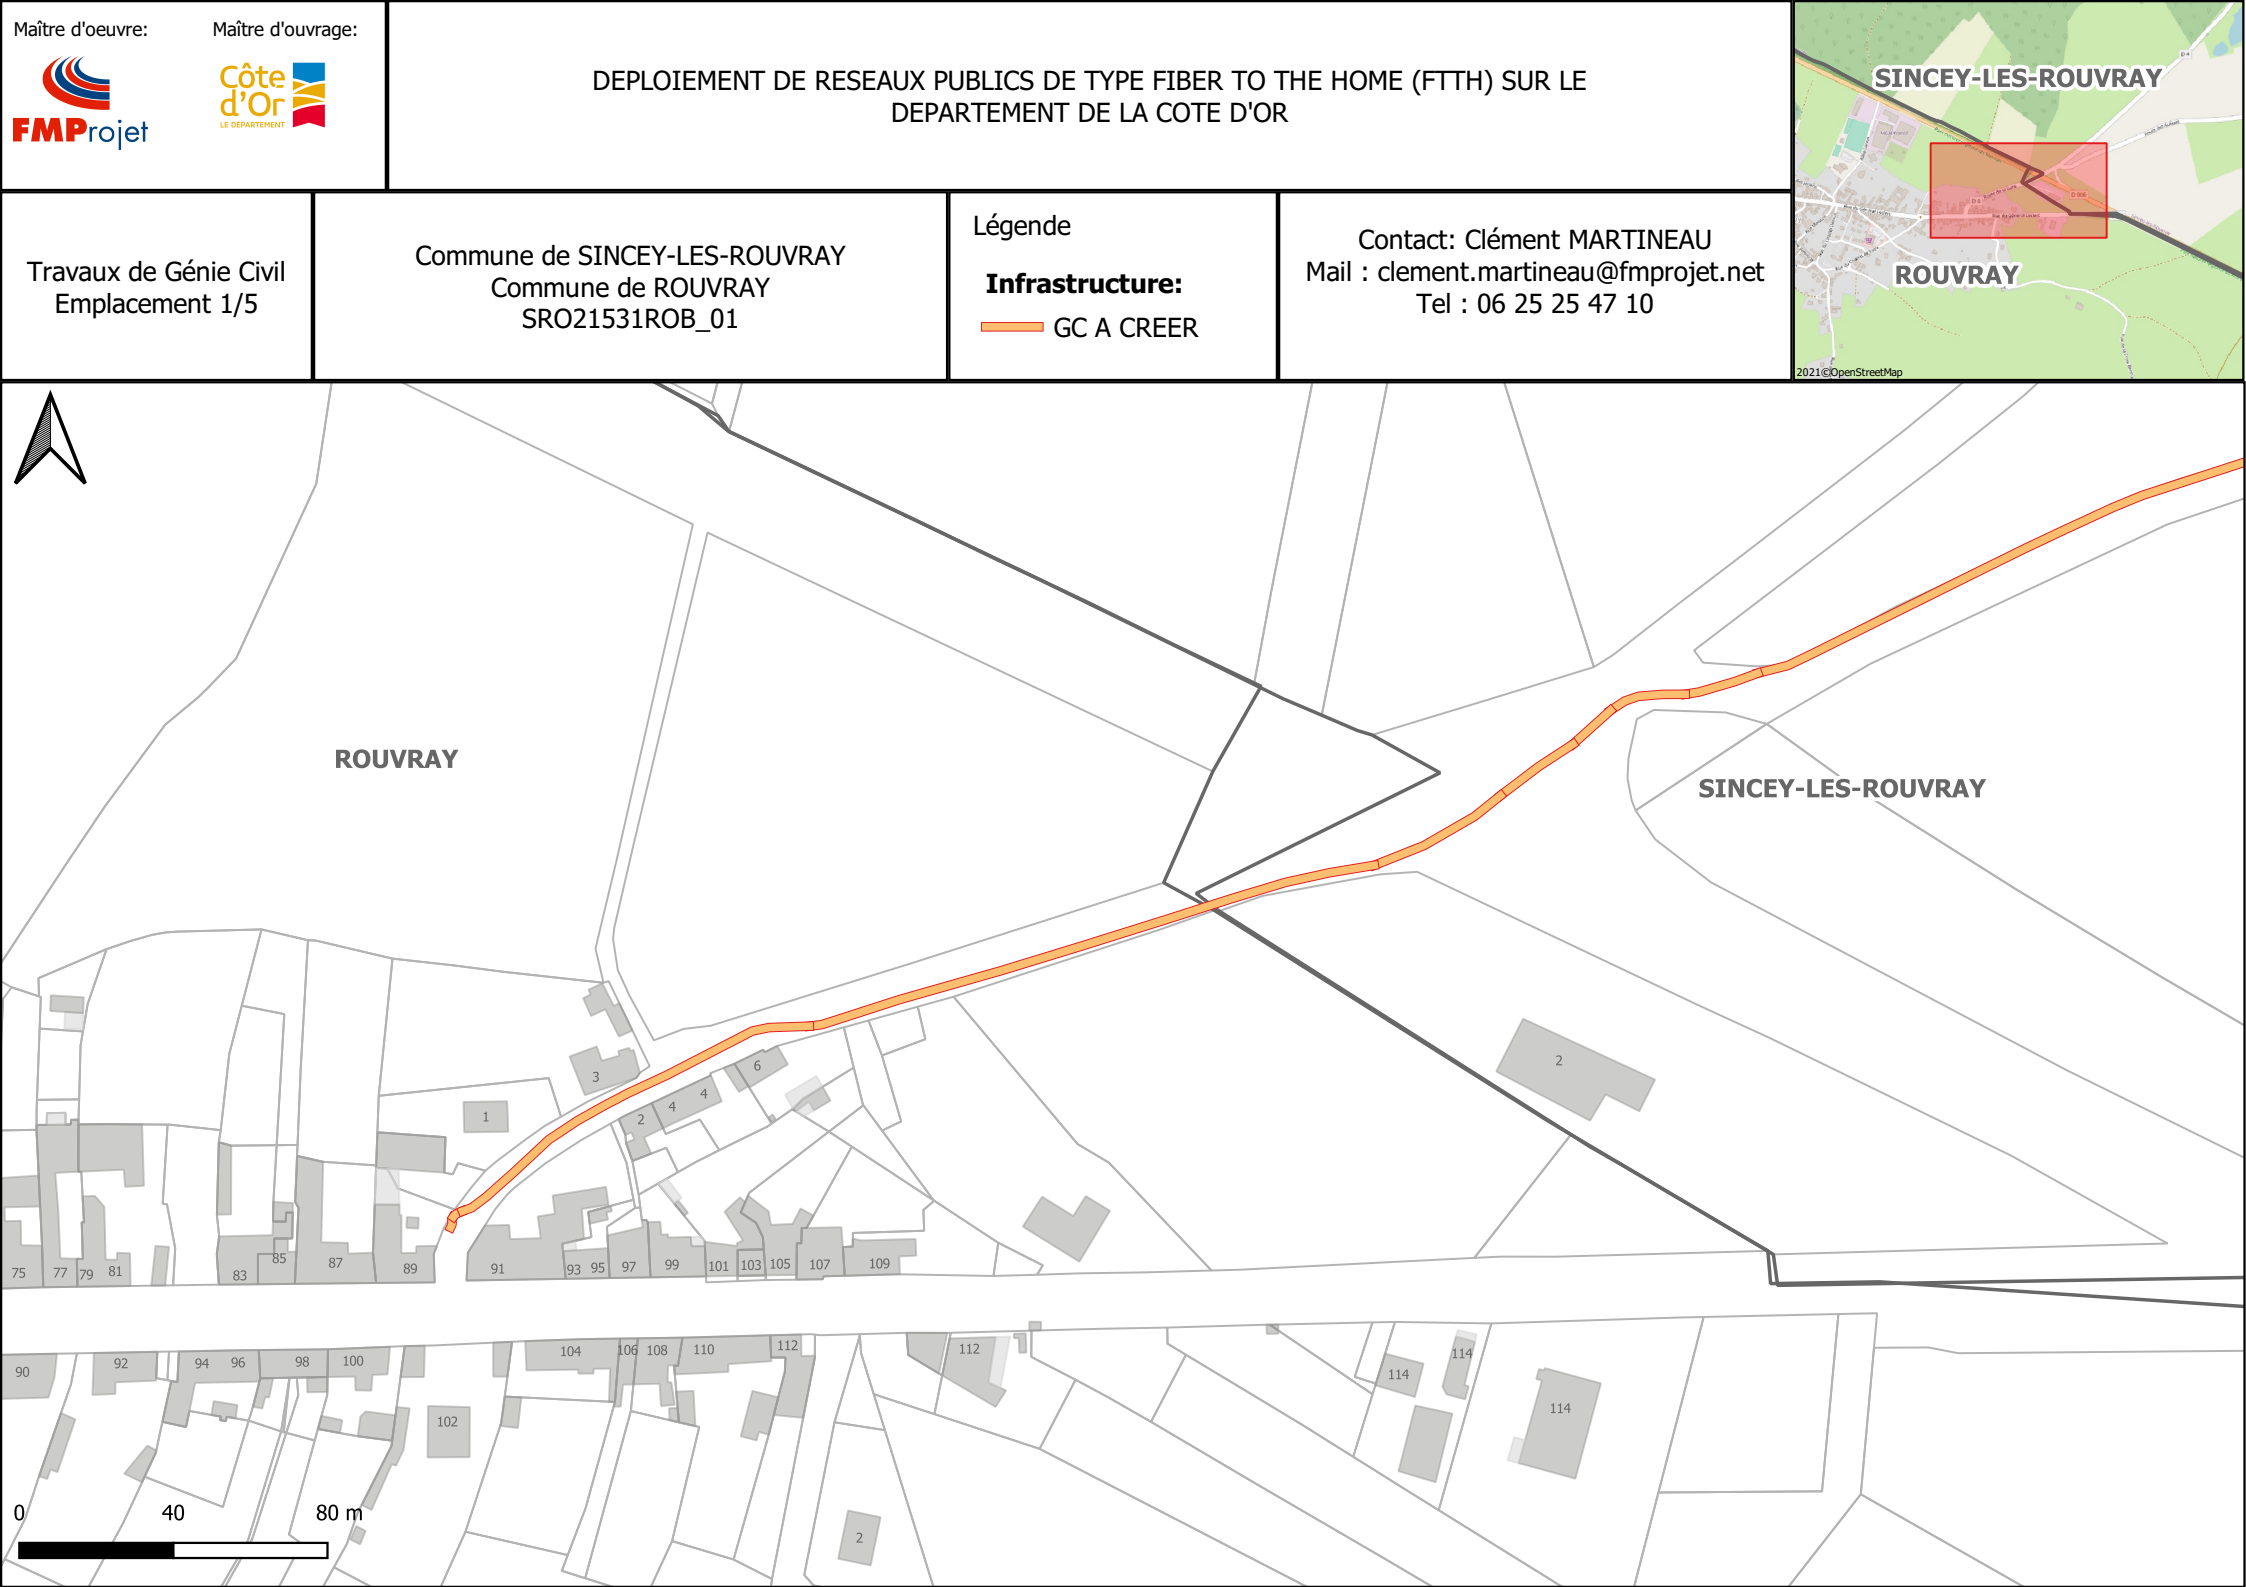 Maître d'oeuvre:
Maître d'ouvrage:
FMProjet
Côte
d'Or
LE DÉPARTEMENT
DEPLOIEMENT DE RESEAUX PUBLICS DE TYPE FIBER TO THE HOME (FTTH) SUR LE
DEPARTEMENT DE LA COTE D'OR
Travaux de Génie Civil
Emplacement 1/5
Commune de SINCEY-LES-ROUVRAY
Commune de ROUVRAY
SRO21531ROB_01
Légende
Infrastructure:
GC A CREER
Contact: Clément MARTINEAU
Mail : clement.martineau@fmprojet.net
Tel : 06 25 25 47 10
SINCEY-LES-ROUVRAY
ROUVRAY
D 4
D 906
2021©OpenStreetMap
ROUVRAY
SINCEY-LES-ROUVRAY
2
6
3
4
4
2
1
75
77
79
81
83
85
87
89
91
93
95
97
99
101
103
105
107
109
90
92
94
96
98
100
104
106
108
110
112
112
114
114
114
102
2
0
40
80 m